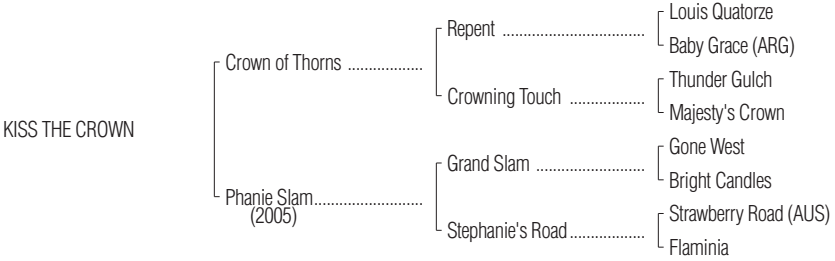 Louis Quatorze
Repent ..................................
Baby Grace (ARG)
Crown of Thorns ..................
Thunder Gulch
Crowning Touch ..................
Majesty's Crown
KISS THE CROWN
Gone West
Grand Slam ..........................
Bright Candles
Phanie Slam..........................
(2005)
Strawberry Road (AUS)
Stephanie's Road..................
Flaminia